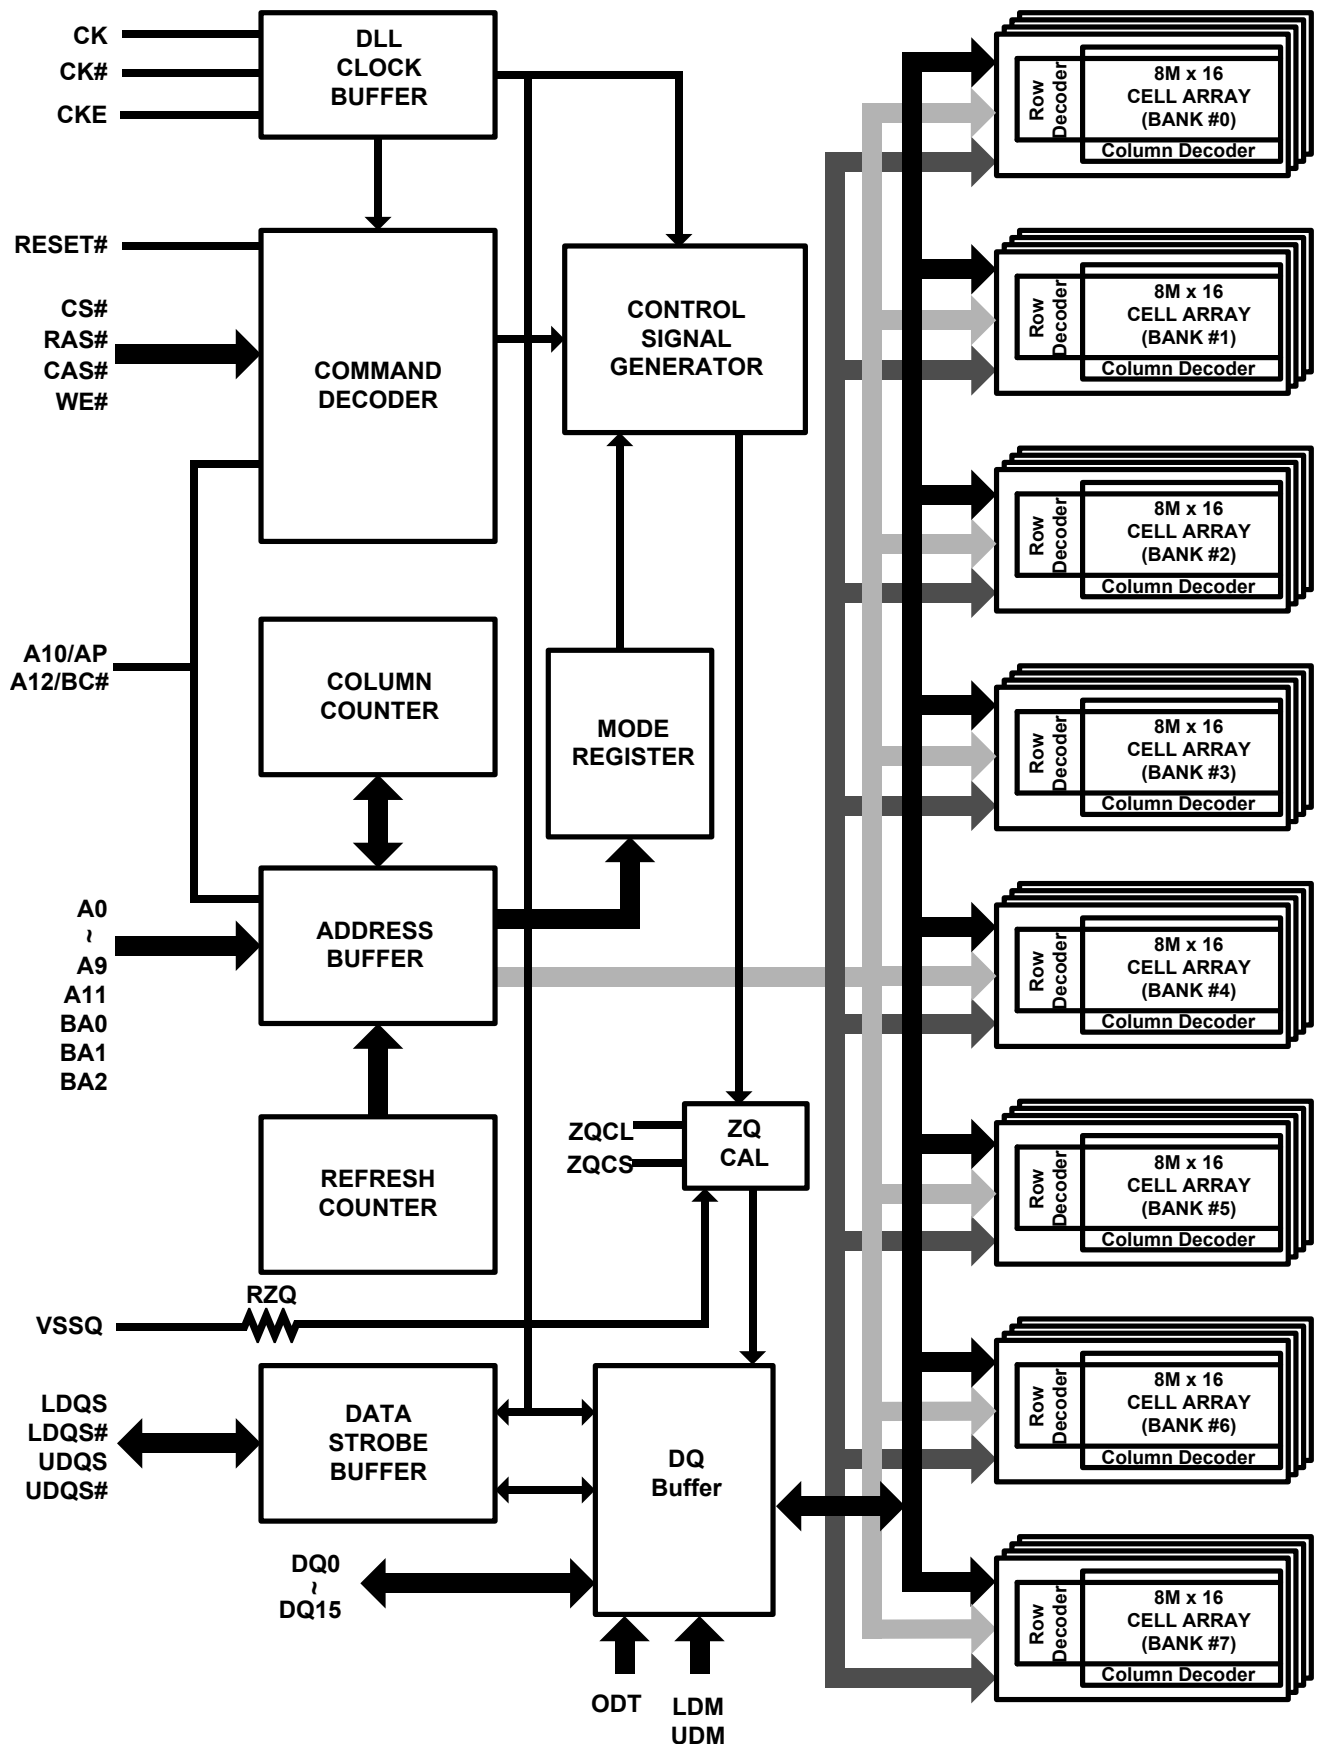 CK
CK#
CKE
DLL
CLOCK
BUFFER
RESET#
CS#
RAS#
CAS#
WE#
COMMAND
DECODER
CONTROL
SIGNAL
GENERATOR
A10/AP
A12/BC#
COLUMN
COUNTER
MODE
REGISTER
A0
~
A9
A11
BA0
BA1
BA2
ADDRESS
BUFFER
REFRESH
COUNTER
ZQCL
ZQCS
ZQ
CAL
VSSQ
RZQ
LDQS
LDQS#
UDQS
UDQS#
DATA
STROBE
BUFFER
DQ
Buffer
DQ0
~
DQ15
ODT
LDM
UDM
Row
Decoder
8M x 16
CELL ARRAY
(BANK #0)
Column Decoder
Row
Decoder
8M x 16
CELL ARRAY
(BANK #1)
Column Decoder
Row
Decoder
8M x 16
CELL ARRAY
(BANK #2)
Column Decoder
Row
Decoder
8M x 16
CELL ARRAY
(BANK #3)
Column Decoder
Row
Decoder
8M x 16
CELL ARRAY
(BANK #4)
Column Decoder
Row
Decoder
8M x 16
CELL ARRAY
(BANK #5)
Column Decoder
Row
Decoder
8M x 16
CELL ARRAY
(BANK #6)
Column Decoder
Row
Decoder
8M x 16
CELL ARRAY
(BANK #7)
Column Decoder